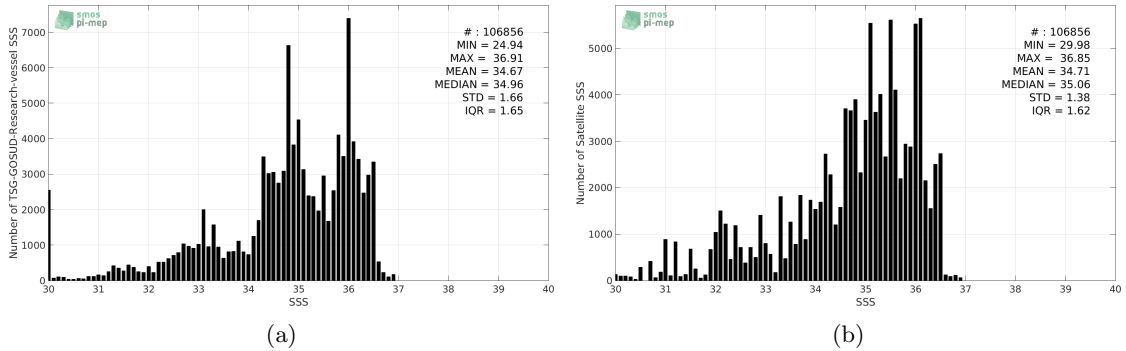 smos
pi-mep
# : 106856
MIN = 24.94
MAX = 36.91
MEAN = 34.67
MEDIAN = 34.96
STD = 1.66
IQR = 1.65
Number of TSG-GOSUD-Research-vessel SSS
7000
6000
5000
4000
3000
2000
1000
0
30 31 32 33 34 35 36 37 38 39 40
SSS
(a)
smos
pi-mep
# : 106856
MIN = 29.98
MAX = 36.85
MEAN = 34.71
MEDIAN = 35.06
STD = 1.38
IQR = 1.62
Number of Satellite SSS
5000
4000
3000
2000
1000
0
30 31 32 33 34 35 36 37 38 39 40
SSS
(b)